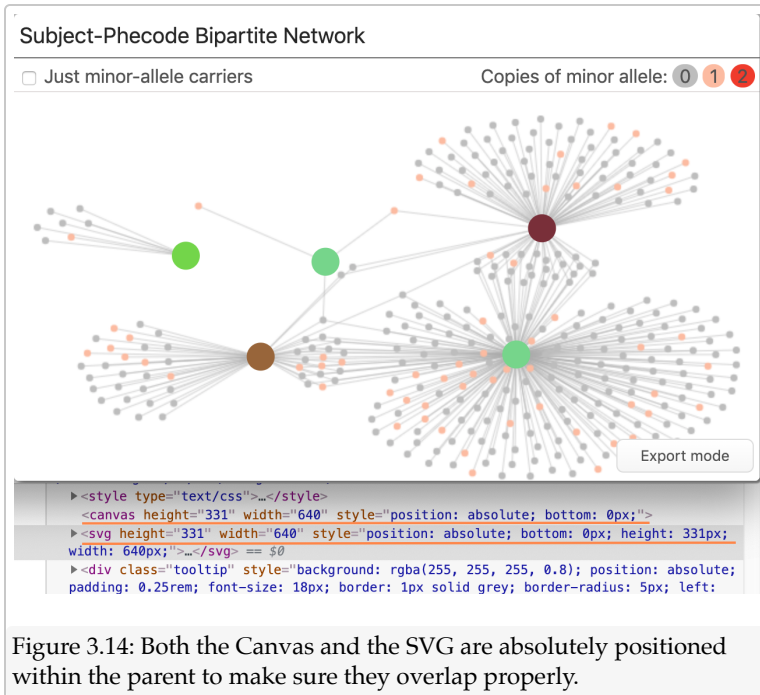 Subject-Phecode Bipartite Network
Just minor-allele carriers
Copies of minor allele: 0 1 2
Export mode
▶<style type="text/css">…</style>
<canvas height="331" width="640" style="position: absolute; bottom: 0px;">
▶<svg height="331" width="640" style="position: absolute; bottom: 0px; height: 331px;
width: 640px;">…</svg> == $0
▶<div class="tooltip" style="background: rgba(255, 255, 255, 0.8); position: absolute;
padding: 0.25rem; font-size: 18px; border: 1px solid grey; border-radius: 5px; left:
Figure 3.14: Both the Canvas and the SVG are absolutely positioned
within the parent to make sure they overlap properly.